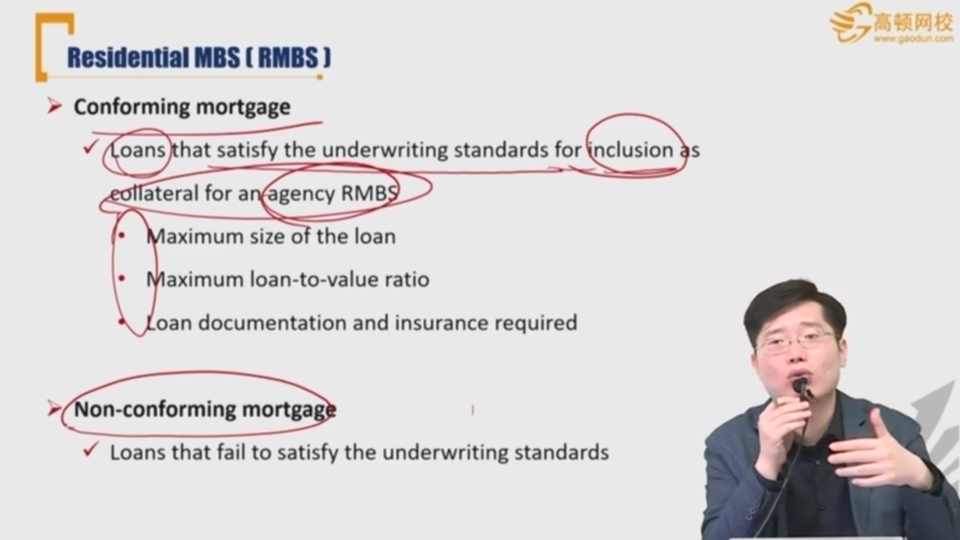 Residential MBS ( RMBS )
高顿网校
www.gaodun.com
Conforming mortgage
Loans that satisfy the underwriting standards for inclusion as
collateral for an agency RMBS
Maximum size of the loan
Maximum loan-to-value ratio
Loan documentation and insurance required
Non-conforming mortgage
Loans that fail to satisfy the underwriting standards